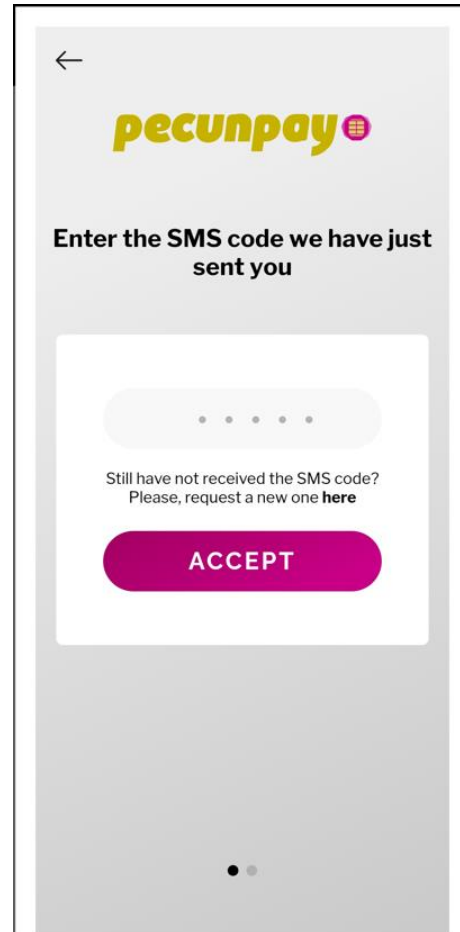 pecunpay
Enter the SMS code we have just
sent you
Still have not received the SMS code?
Please, request a new one here
ACCEPT